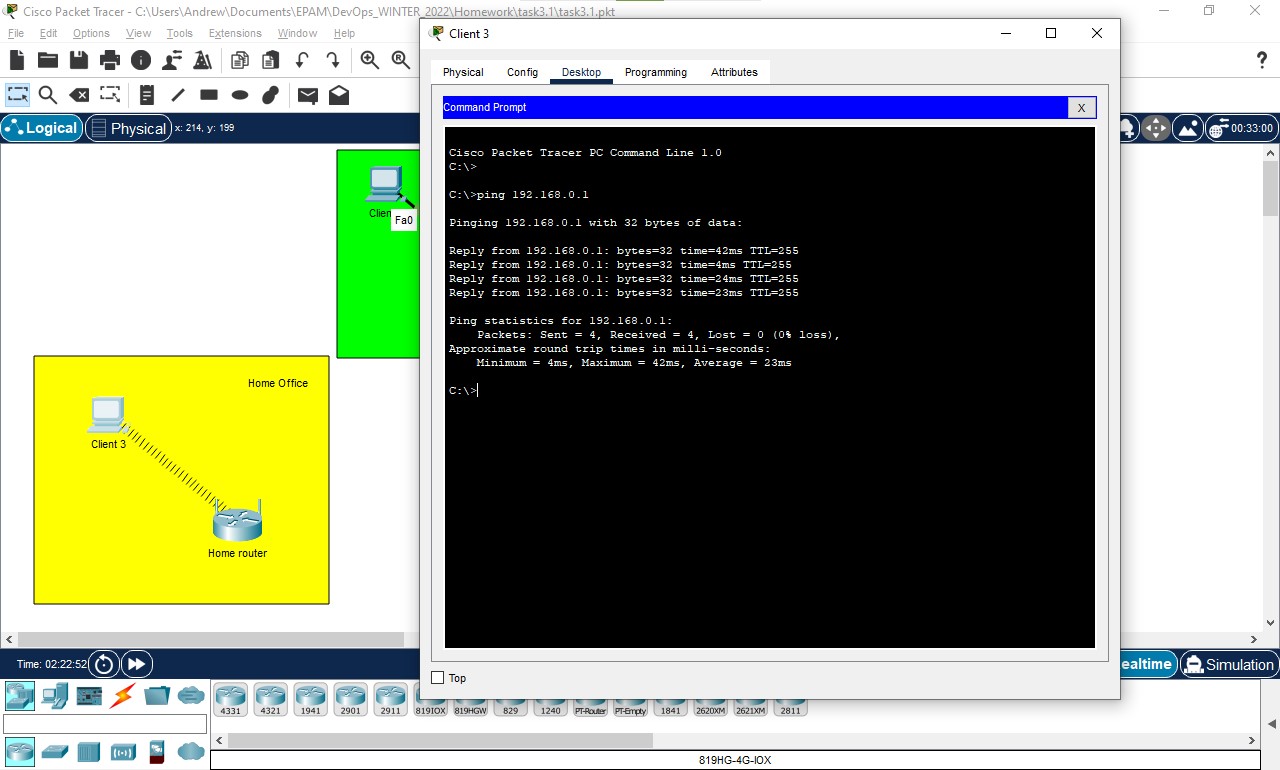 Cisco Packet Tracer - C:\Users\Andrew\Documents\EPAM\DevOps_WINTER_2022\Homework\task3.1\task3.1.pkt
File Edit Options View Tools Extensions Window Help
Logical Physical x: 214, y: 199
00:33:00
Clien
Fa0
Home Office
Client 3
Home router
Client 3
Physical Config Desktop Programming Attributes
Command Prompt
X
Cisco Packet Tracer PC Command Line 1.0
C:\>
C:\>ping 192.168.0.1
Pinging 192.168.0.1 with 32 bytes of data:
Reply from 192.168.0.1: bytes=32 time=42ms TTL=255
Reply from 192.168.0.1: bytes=32 time=4ms TTL=255
Reply from 192.168.0.1: bytes=32 time=24ms TTL=255
Reply from 192.168.0.1: bytes=32 time=23ms TTL=255
Ping statistics for 192.168.0.1:
Packets: Sent = 4, Received = 4, Lost = 0 (0% loss),
Approximate round trip times in milli-seconds:
Minimum = 4ms, Maximum = 42ms, Average = 23ms
C:\>
Top
Time: 02:22:52
ealtime Simulation
4331 4321 1941 2901 2911 819IOX 819HGW 829 1240 PT-Router PT-Empty 1841 2620XM 2621XM 2811
819HG-4G-IOX